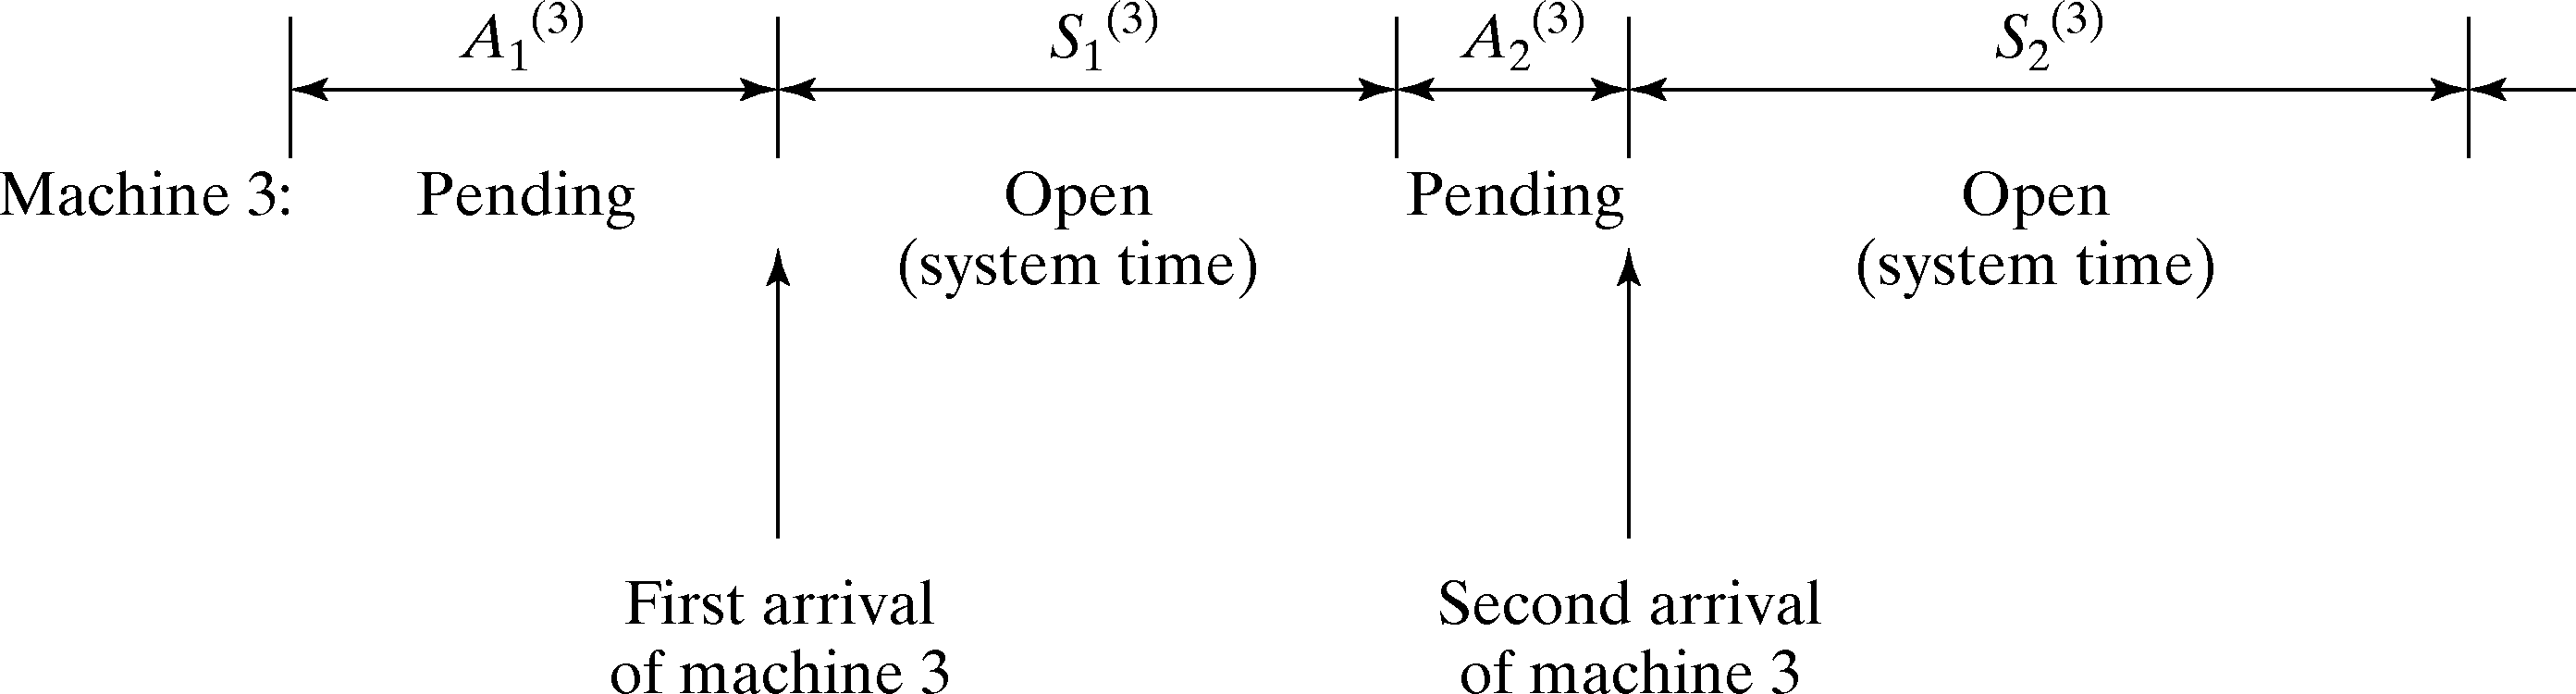 A₁⁽³⁾ S₁⁽³⁾ A₂⁽³⁾ S₂⁽³⁾
Machine 3: Pending Open Pending Open
(system time) (system time)
First arrival Second arrival
of machine 3 of machine 3